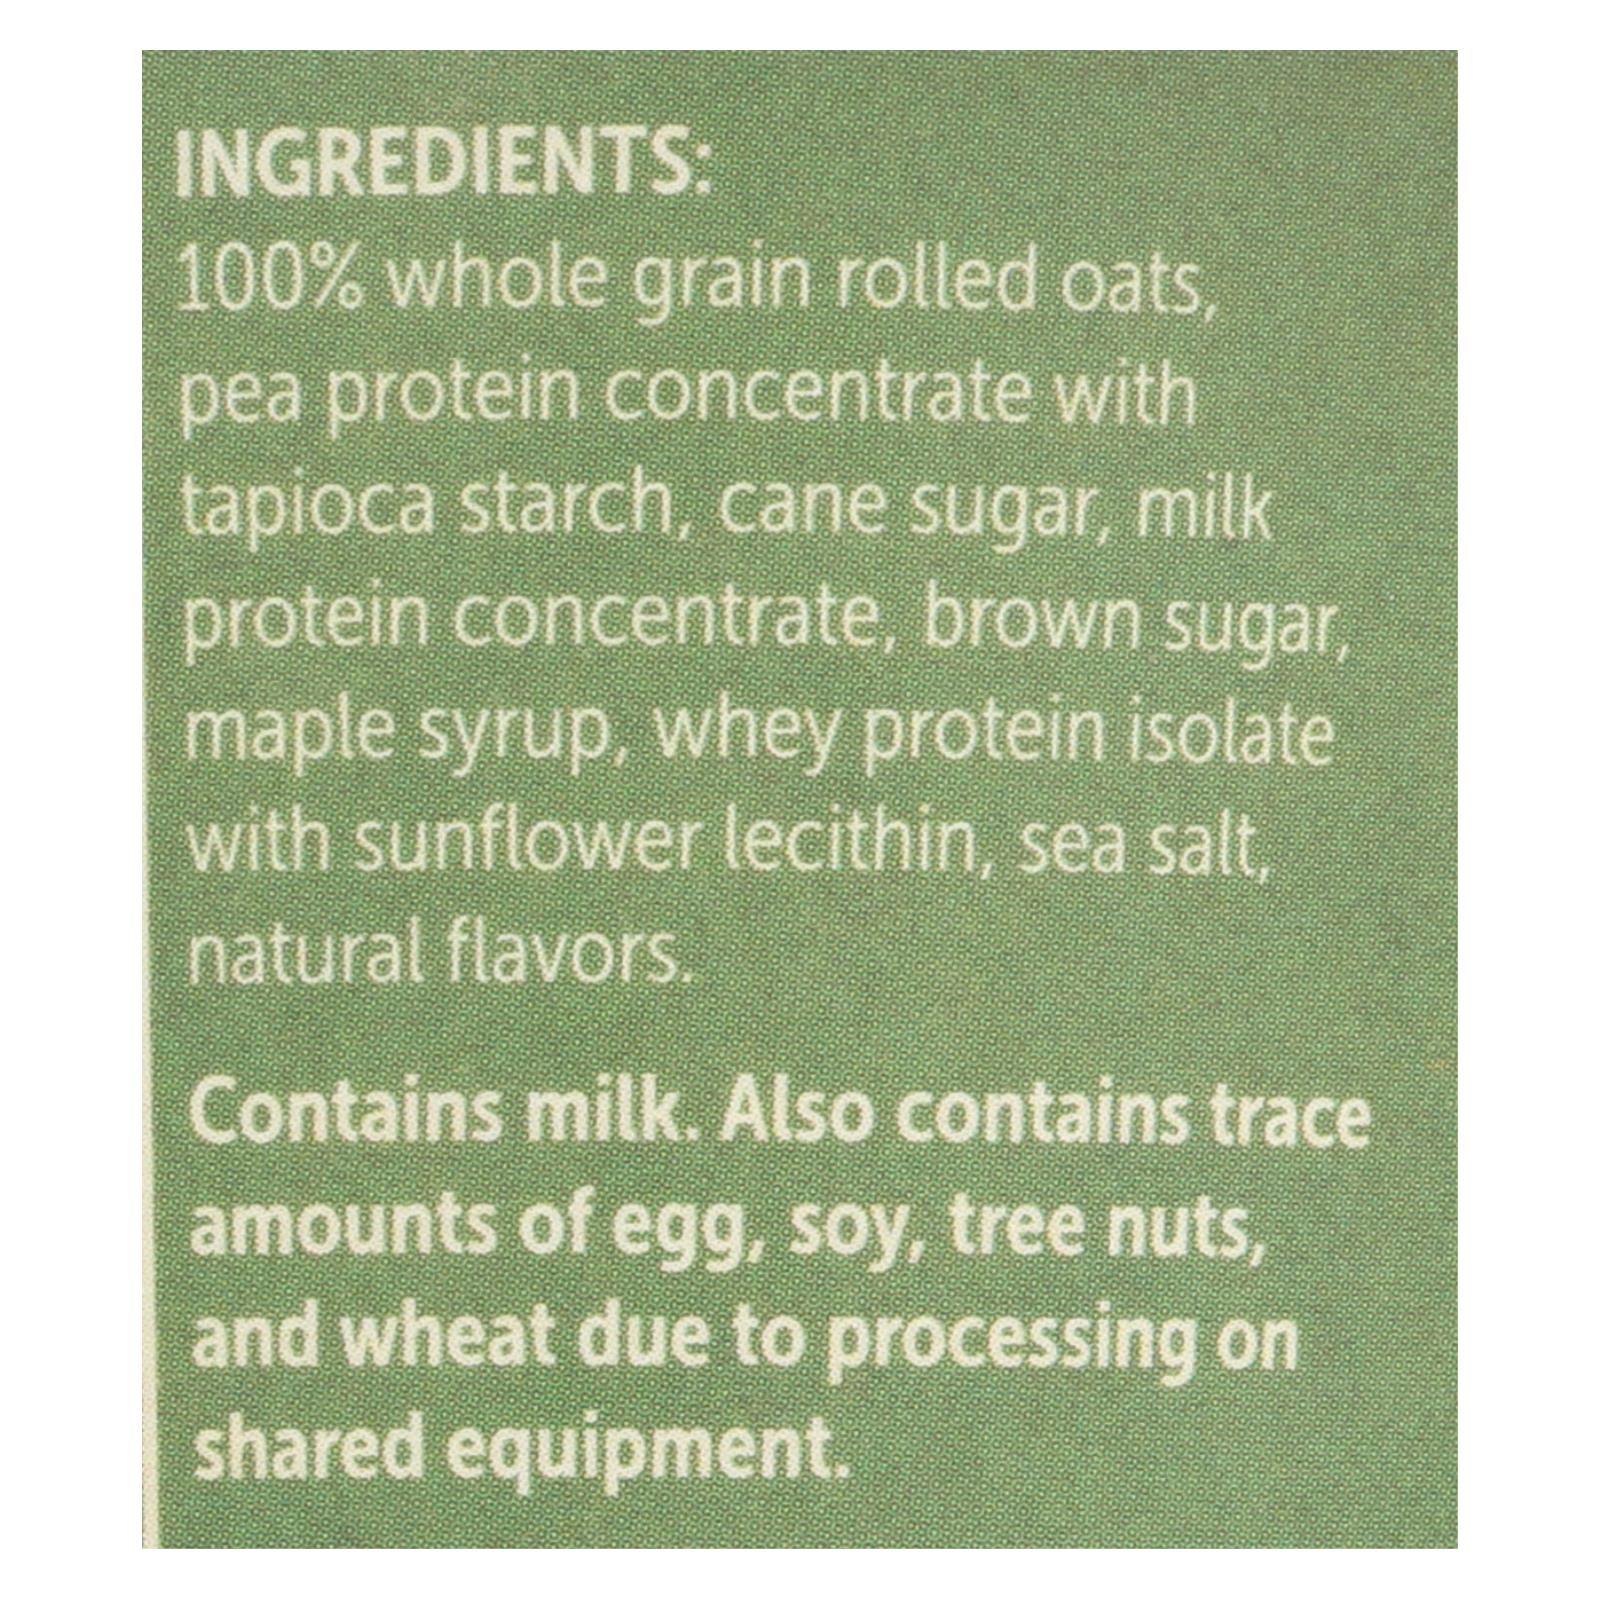 INGREDIENTS:
100% whole grain rolled oats,
pea protein concentrate with
tapioca starch, cane sugar, milk
protein concentrate, brown sugar,
maple syrup, whey protein isolate
with sunflower lecithin, sea salt,
natural flavors.
Contains milk. Also contains trace
amounts of egg, soy, tree nuts,
and wheat due to processing on
shared equipment.